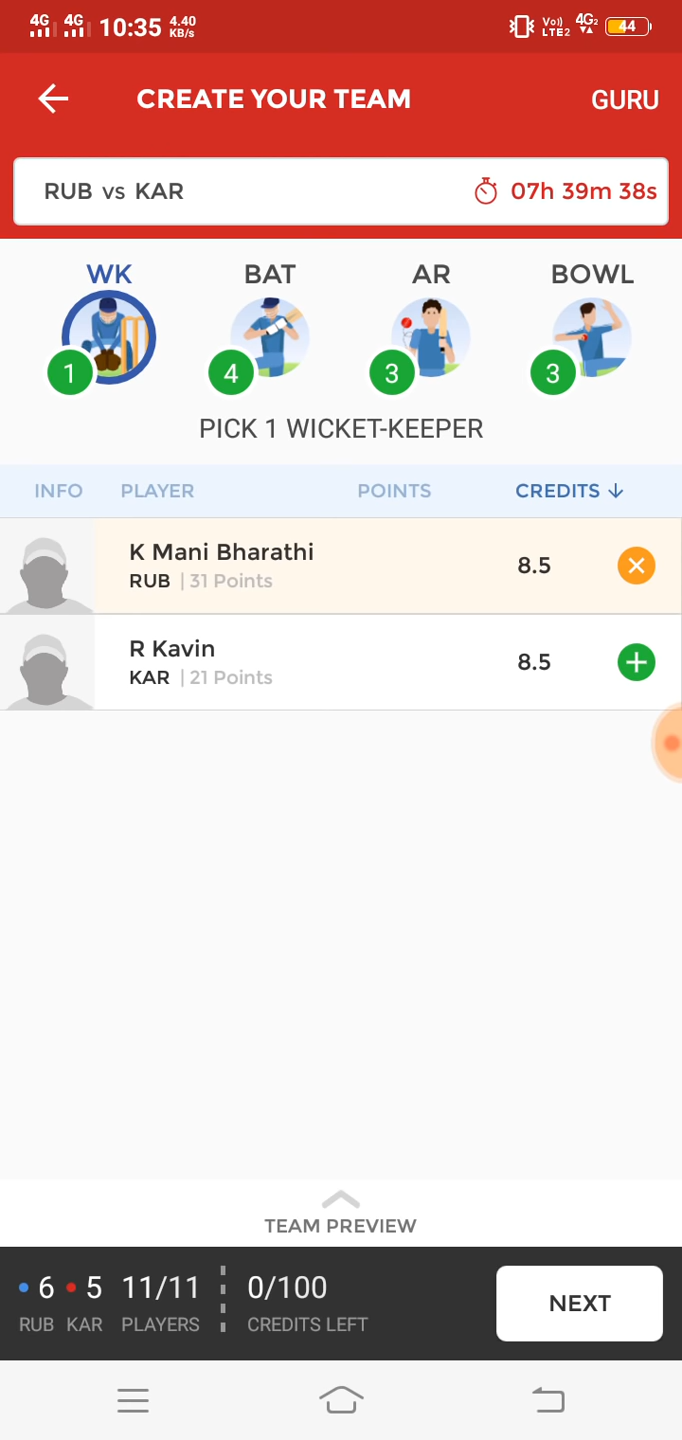 4G 4G 10:35 4.40 KB/s Vo)) LTE2 4G2 44
CREATE YOUR TEAM GURU
RUB vs KAR 07h 39m 38s
WK BAT AR BOWL
1 4 3 3
PICK 1 WICKET-KEEPER
INFO PLAYER POINTS CREDITS ↓
K Mani Bharathi
RUB | 31 Points 8.5
R Kavin
KAR | 21 Points 8.5
TEAM PREVIEW
6 5 11/11 0/100
RUB KAR PLAYERS CREDITS LEFT
NEXT